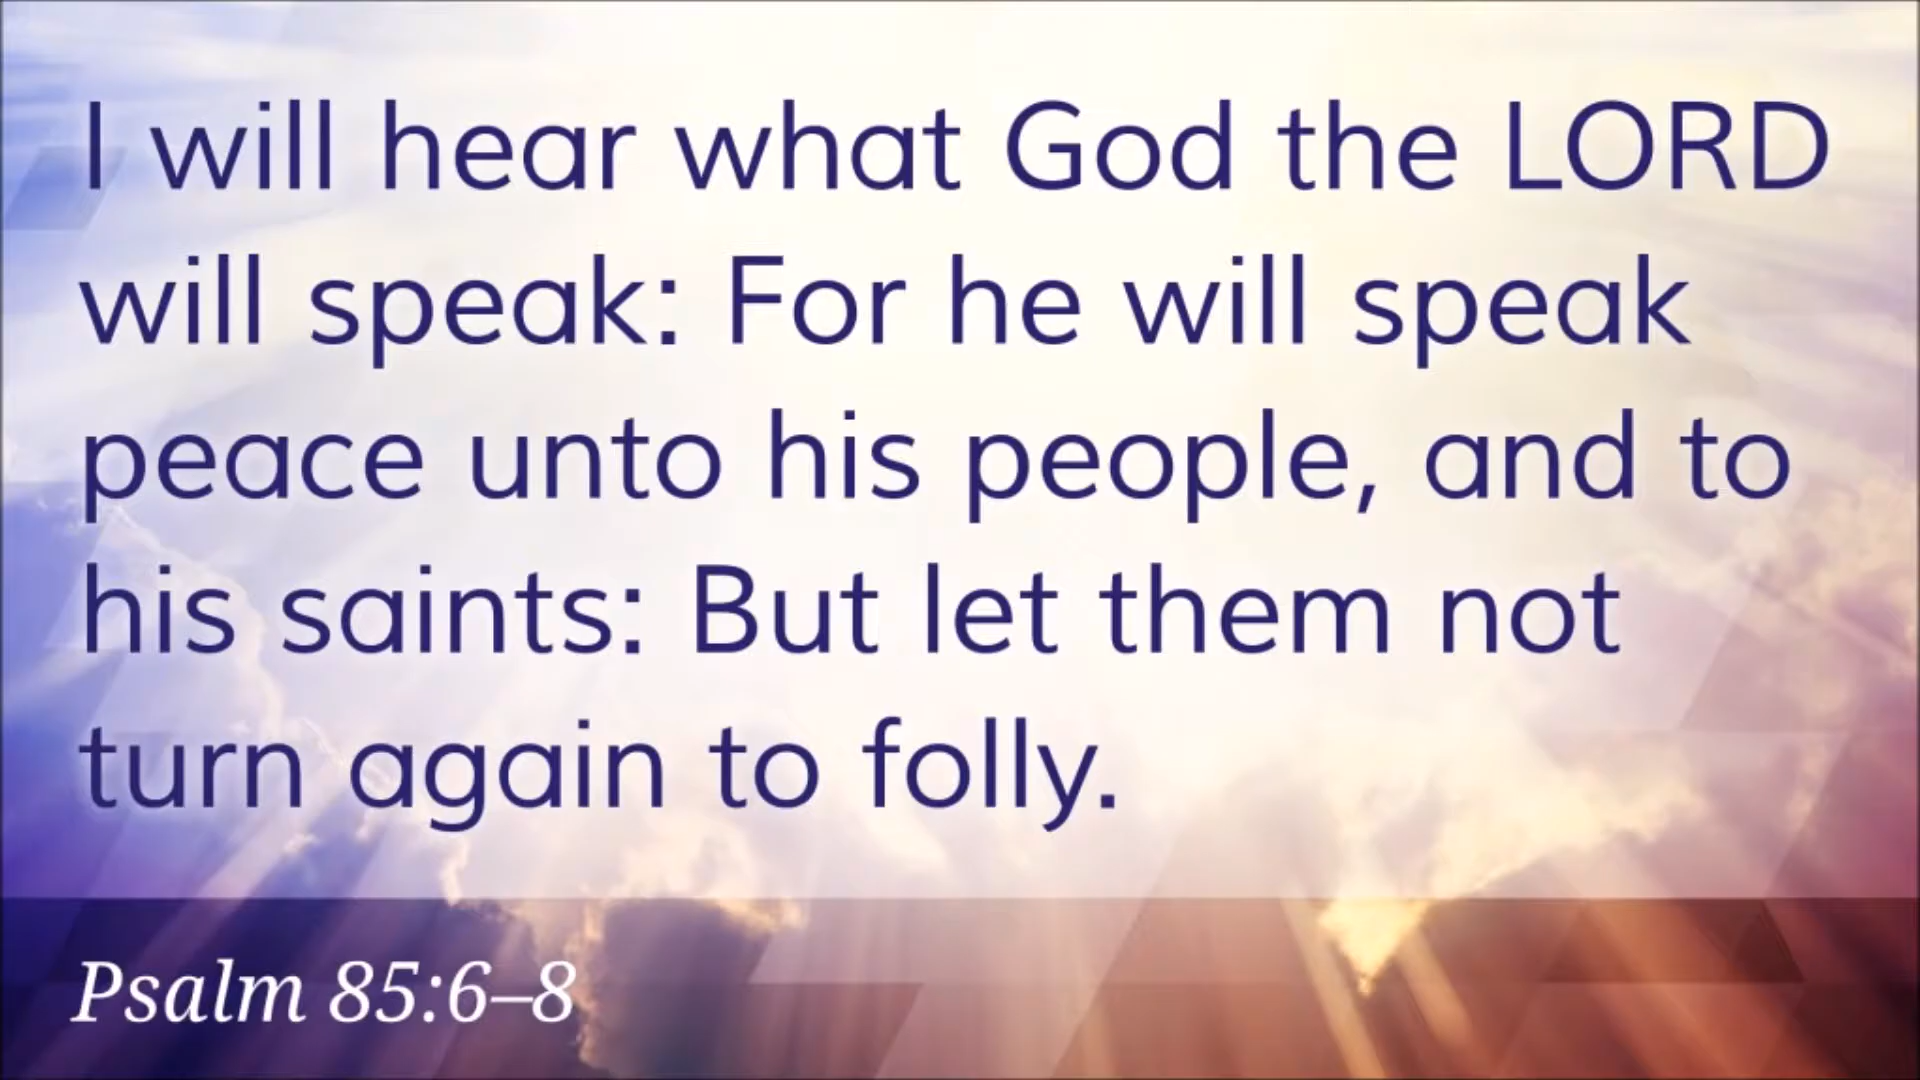 I will hear what God the LORD
will speak: For he will speak
peace unto his people, and to
his saints: But let them not
turn again to folly.
Psalm 85:6–8